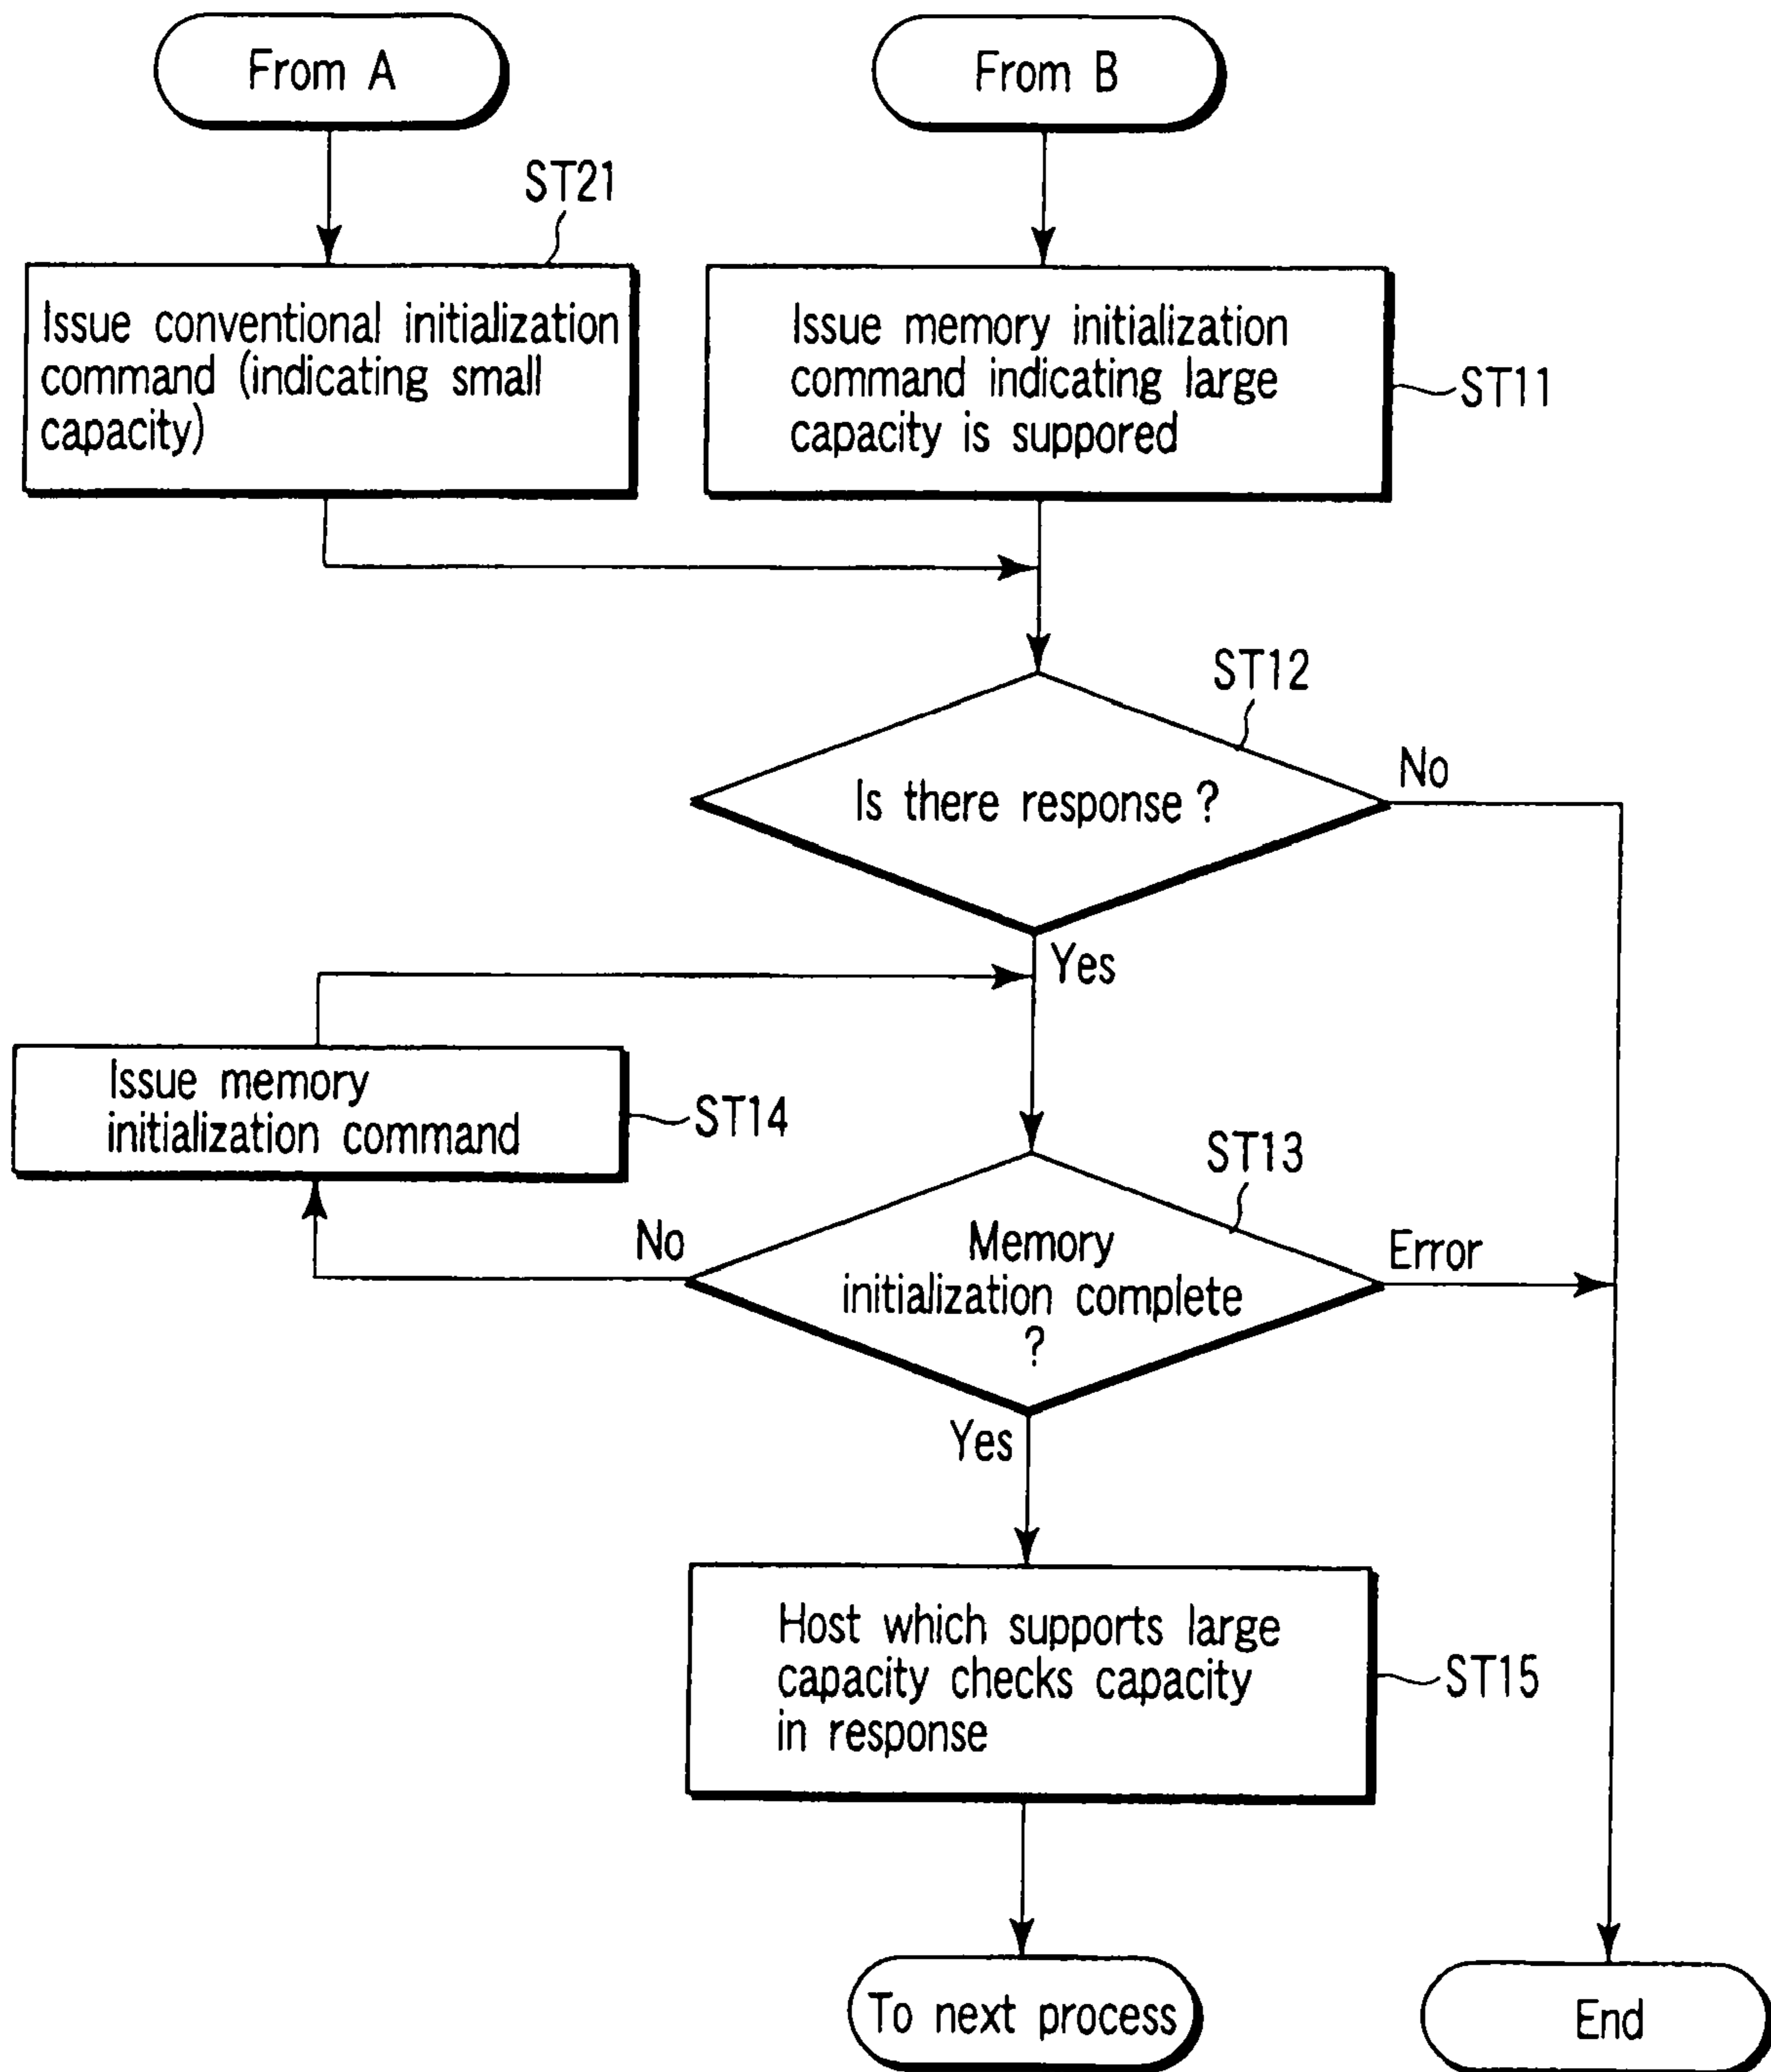 From A
From B
ST21
Issue conventional initialization
command (indicating small
capacity)
Issue memory initialization
command indicating large
capacity is suppored
ST11
ST12
Is there response ?
No
Yes
Issue memory
initialization command
ST14
ST13
Memory
initialization complete
?
No
Error
Yes
Host which supports large
capacity checks capacity
in response
ST15
To next process
End